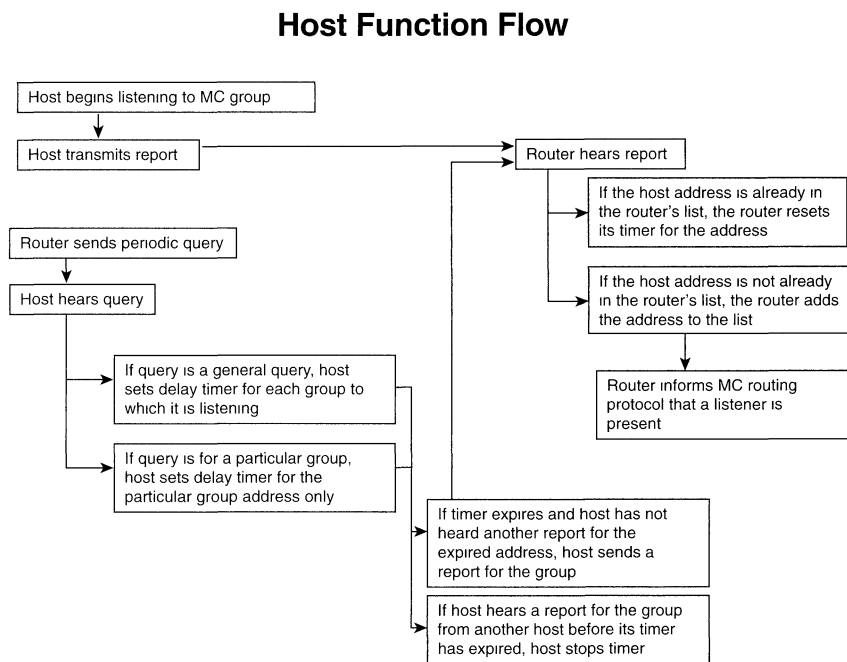 Host Function Flow
Host begins listening to MC group
Host transmits report
Router hears report
If the host address is already in
the router's list, the router resets
its timer for the address
Router sends periodic query
Host hears query
If the host address is not already
in the router's list, the router adds
the address to the list
If query is a general query, host
sets delay timer for each group to
which it is listening
Router informs MC routing
protocol that a listener is
present
If query is for a particular group,
host sets delay timer for the
particular group address only
If timer expires and host has not
heard another report for the
expired address, host sends a
report for the group
If host hears a report for the group
from another host before its timer
has expired, host stops timer